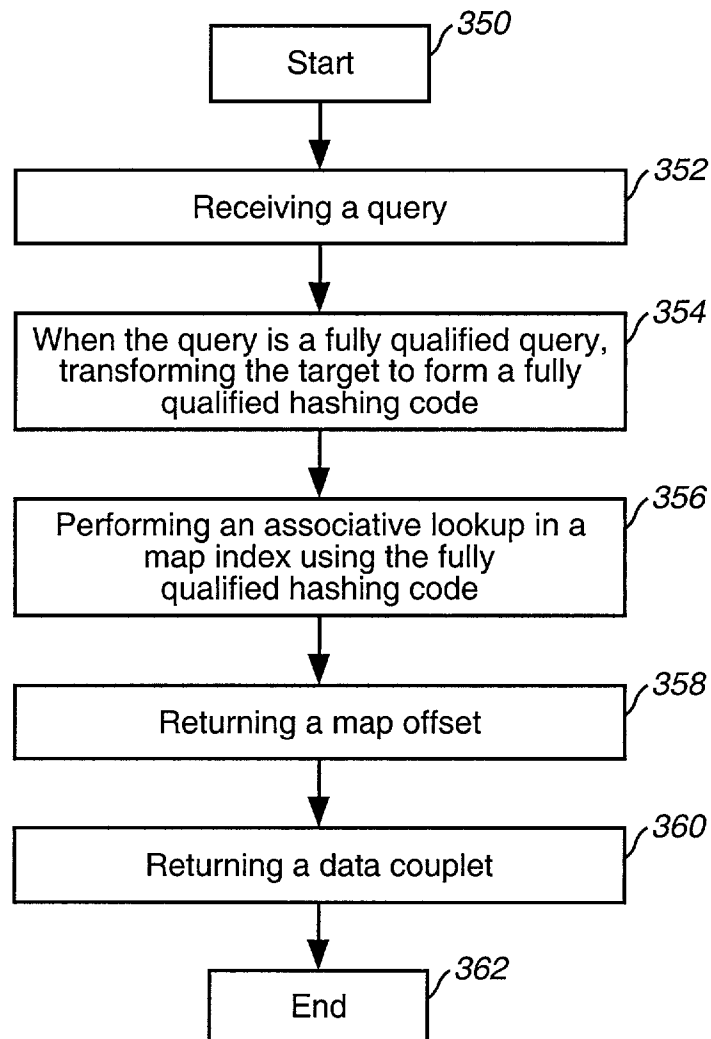 350
Start
352
Receiving a query
354
When the query is a fully qualified query,
transforming the target to form a fully
qualified hashing code
356
Performing an associative lookup in a
map index using the fully
qualified hashing code
358
Returning a map offset
360
Returning a data couplet
362
End